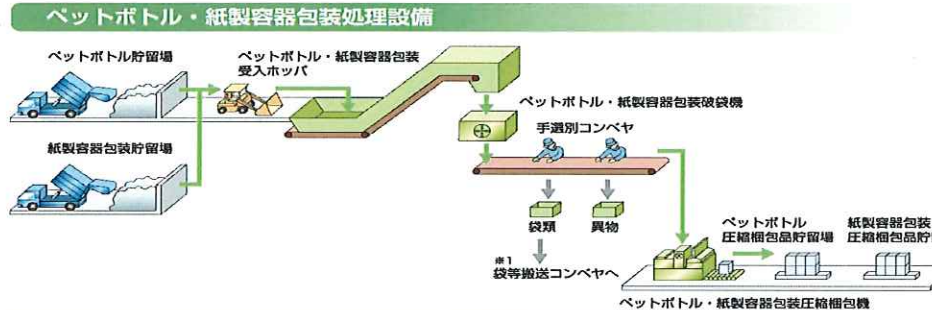 ペットボトル・紙製容器包装処理設備
ペットボトル貯留場
ペットボトル・紙製容器包装
受入ホッパ
ペットボトル・紙製容器包装破袋機
手選別コンベヤ
紙製容器包装貯留場
袋類
異物
※1
袋等搬送コンベヤへ
ペットボトル
圧縮梱包品貯留場
紙製容器包装
圧縮梱包品貯
ペットボトル・紙製容器包装圧縮梱包機